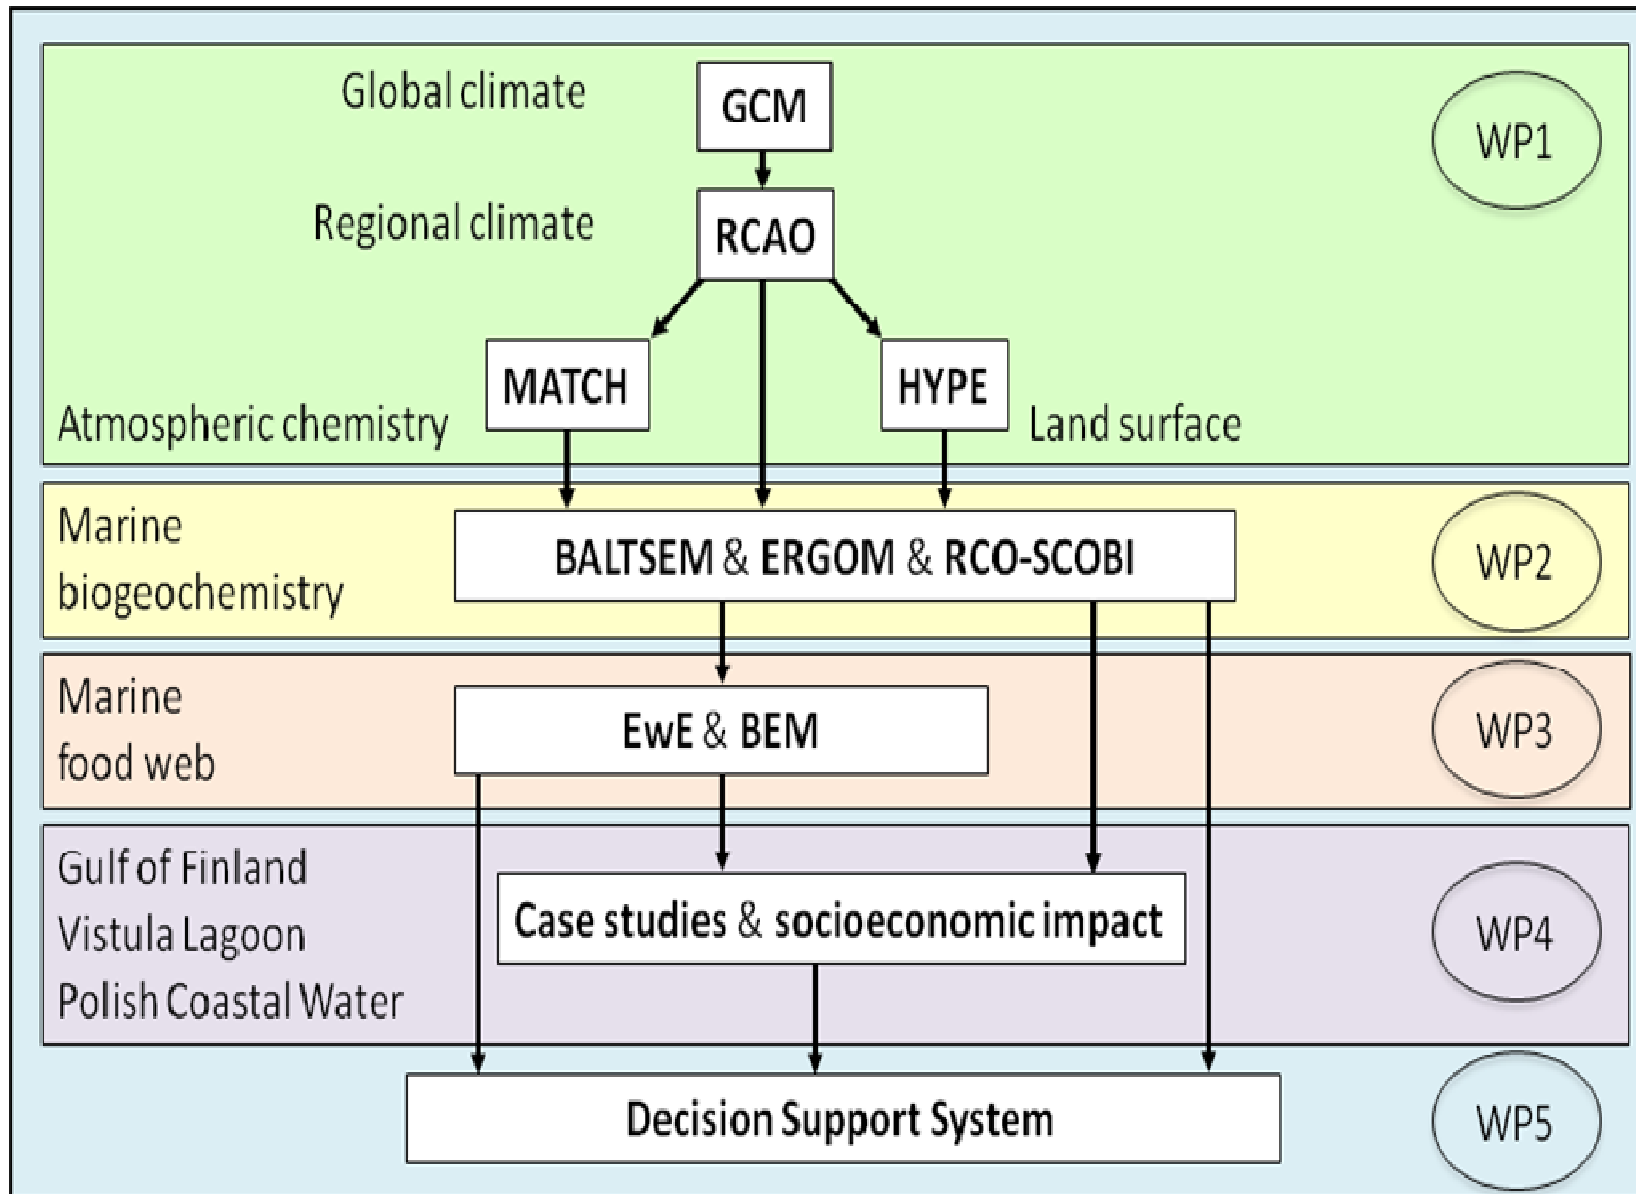 Global climate
GCM
WP1
Regional climate
RCAO
MATCH
HYPE
Atmospheric chemistry
Land surface
Marine
biogeochemistry
BALTSEM & ERGOM & RCO-SCOBI
WP2
Marine
food web
EwE & BEM
WP3
Gulf of Finland
Vistula Lagoon
Polish Coastal Water
Case studies & socioeconomic impact
WP4
Decision Support System
WP5